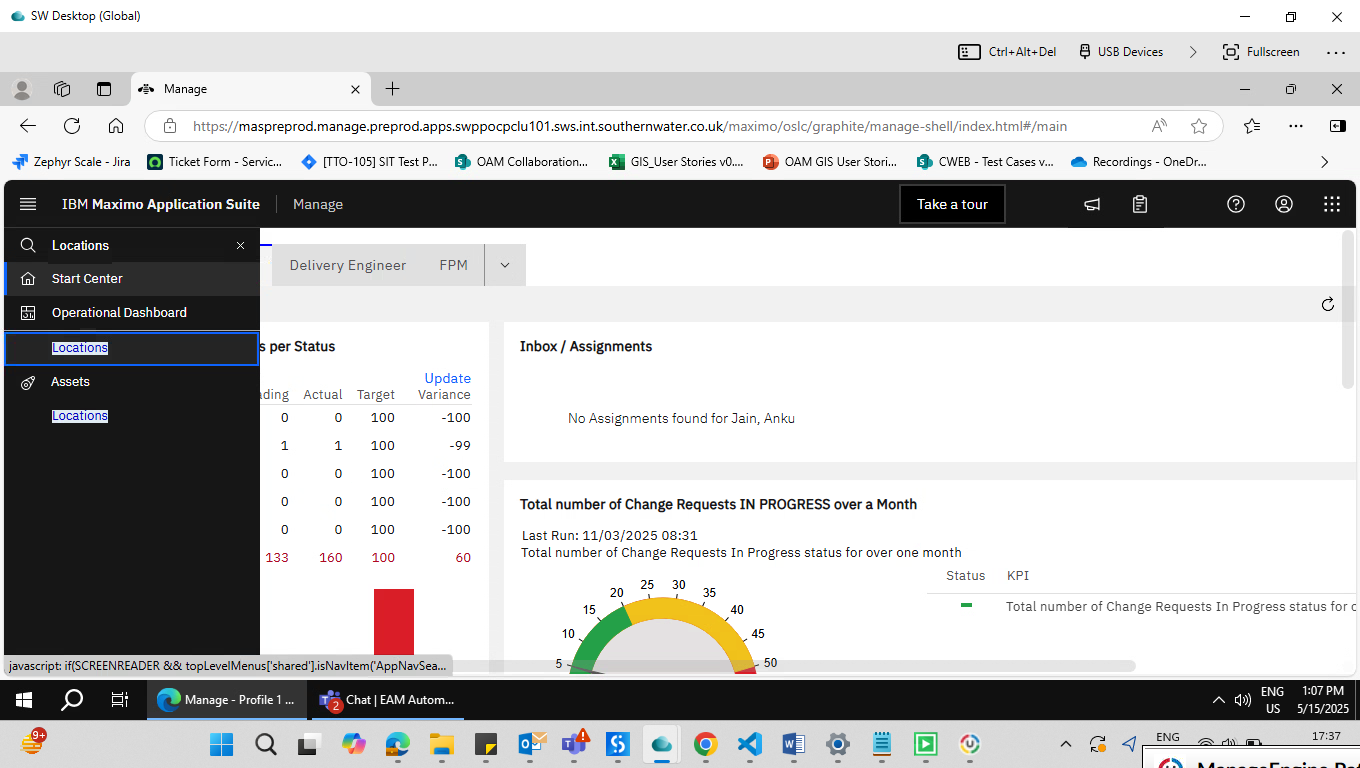 SW Desktop (Global)
Ctrl+Alt+Del
USB Devices
Fullscreen
Manage
https://maspreprod.manage.preprod.apps.swppocpclu101.sws.int.southernwater.co.uk/maximo/oslc/graphite/manage-shell/index.html#/main
Zephyr Scale - Jira
Ticket Form - Servic...
[TTO-105] SIT Test P...
OAM Collaboration...
GIS_User Stories v0....
OAM GIS User Stori...
CWEB - Test Cases v...
Recordings - OneDr...
IBM Maximo Application Suite
Manage
Take a tour
Locations
Start Center
Operational Dashboard
Locations
Assets
Locations
Delivery Engineer
FPM
s per Status
Update
ding Actual Target Variance
0 0 100 -100
1 1 100 -99
0 0 100 -100
0 0 100 -100
0 0 100 -100
133 160 100 60
Inbox / Assignments
No Assignments found for Jain, Anku
Total number of Change Requests IN PROGRESS over a Month
Last Run: 11/03/2025 08:31
Total number of Change Requests In Progress status for over one month
5
10
15
20
25
30
35
40
45
50
Status KPI
Total number of Change Requests In Progress status for
javascript: if(SCREENREADER && topLevelMenus['shared'].isNavItem('AppNavSea...
Manage - Profile 1 ...
2
Chat | EAM Autom...
ENG
US
1:07 PM
5/15/2025
9+
ENG
17:37